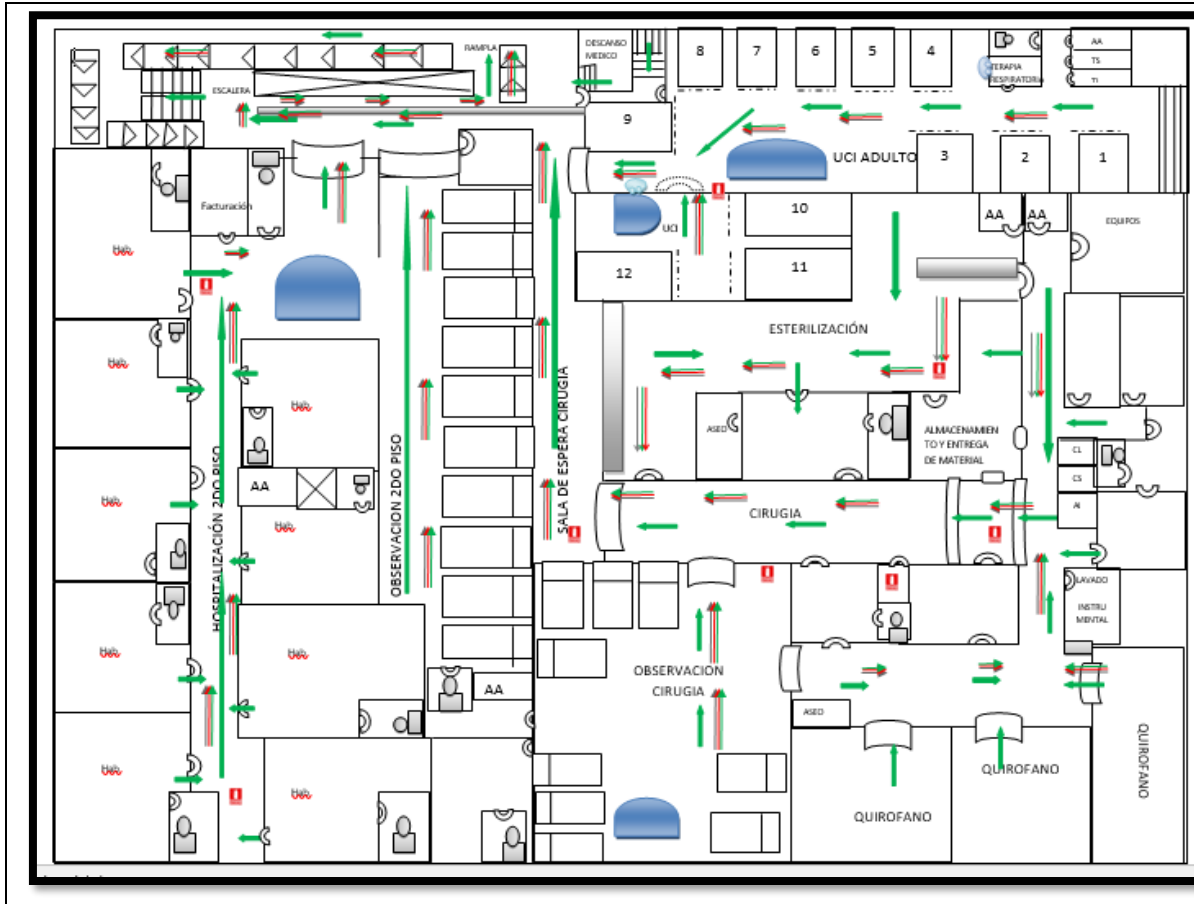 RAMPLA
DESCANSO
MEDICO
8
7
6
5
4
TERAPIA
RESPIRATORIA
AA
TS
TI
ESCALERA
9
UCI ADULTO
3
2
1
Facturación
Hab
UCI
10
AA
AA
EQUIPOS
12
11
ESTERILIZACIÓN
Hab
Hab
ASEO
ALMACENAMIEN
TO Y ENTREGA
DE MATERIAL
CL
CS
AI
HOSPITALIZACIÓN 2DO PISO
OBSERVACION 2DO PISO
SALA DE ESPERA CIRUGIA
AA
Hab
Hab
CIRUGIA
LAVADO
INSTRU
MENTAL
Hab
Hab
OBSERVACION
CIRUGIA
AA
ASEO
Hab
Hab
QUIROFANO
QUIROFANO
QUIROFANO